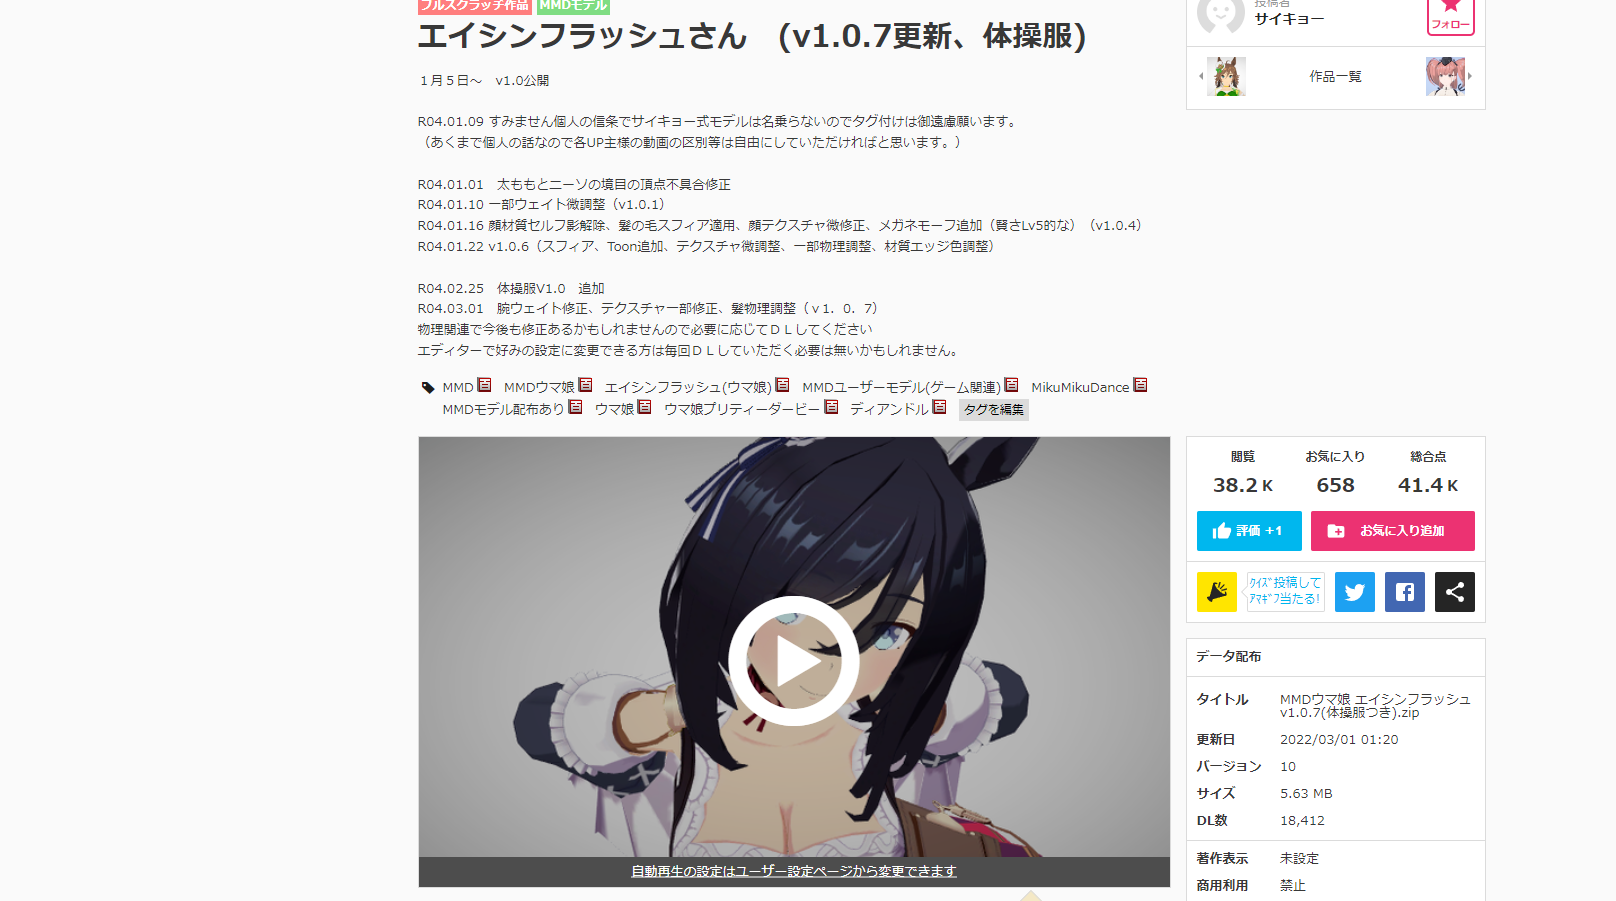 フルスクラッチ作品 MMDモデル
エイシンフラッシュさん　(v1.0.7更新、体操服)
１月５日～　v1.0公開
R04.01.09 すみません個人の信条でサイキョー式モデルは名乗らないのでタグ付けは御遠慮願います。
（あくまで個人の話なので各UP主様の動画の区別等は自由にしていただければと思います。）
R04.01.01　太ももとニーソの境目の頂点不具合修正
R04.01.10 一部ウェイト微調整（v1.0.1）
R04.01.16 顔材質セルフ影解除、髪の毛スフィア適用、顔テクスチャ微修正、メガネモーフ追加（賢さLv5的な）（v1.0.4）
R04.01.22 v1.0.6（スフィア、Toon追加、テクスチャ微調整、一部物理調整、材質エッジ色調整）
R04.02.25　体操服V1.0　追加
R04.03.01　腕ウェイト修正、テクスチャ一部修正、髪物理調整（ｖ1．0．7）
物理関連で今後も修正あるかもしれませんので必要に応じてＤＬしてください
エディターで好みの設定に変更できる方は毎回ＤＬしていただく必要は無いかもしれません。
MMD MMDウマ娘 エイシンフラッシュ(ウマ娘) MMDユーザーモデル(ゲーム関連) MikuMikuDance
MMDモデル配布あり ウマ娘 ウマ娘プリティーダービー ディアンドル タグを編集
自動再生の設定はユーザー設定ページから変更できます
投稿者
サイキョー
フォロー
作品一覧
閲覧 お気に入り 総合点
38.2 K 658 41.4 K
評価 +1 お気に入り追加
ｸｲｽﾞ投稿して
ｱﾏｷﾞﾌ当たる!
データ配布
タイトル MMDウマ娘 エイシンフラッシュ
v1.0.7(体操服つき).zip
更新日 2022/03/01 01:20
バージョン 10
サイズ 5.63 MB
DL数 18,412
著作表示 未設定
商用利用 禁止